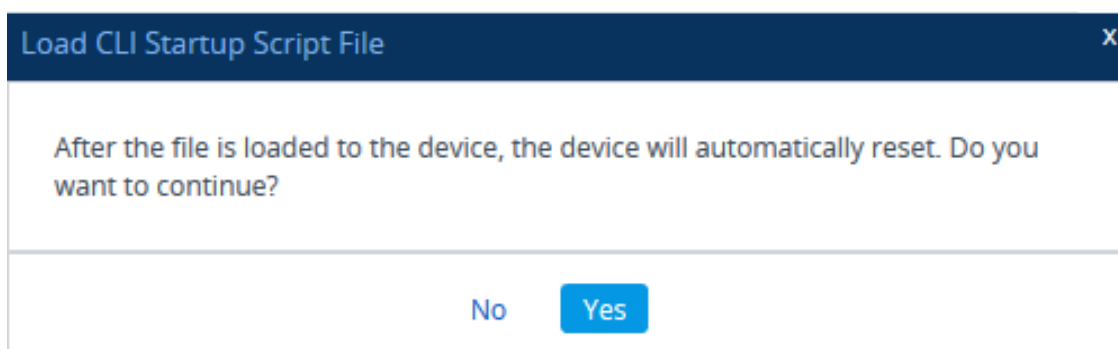 Load CLI Startup Script File
x
After the file is loaded to the device, the device will automatically reset. Do you
want to continue?
No
Yes